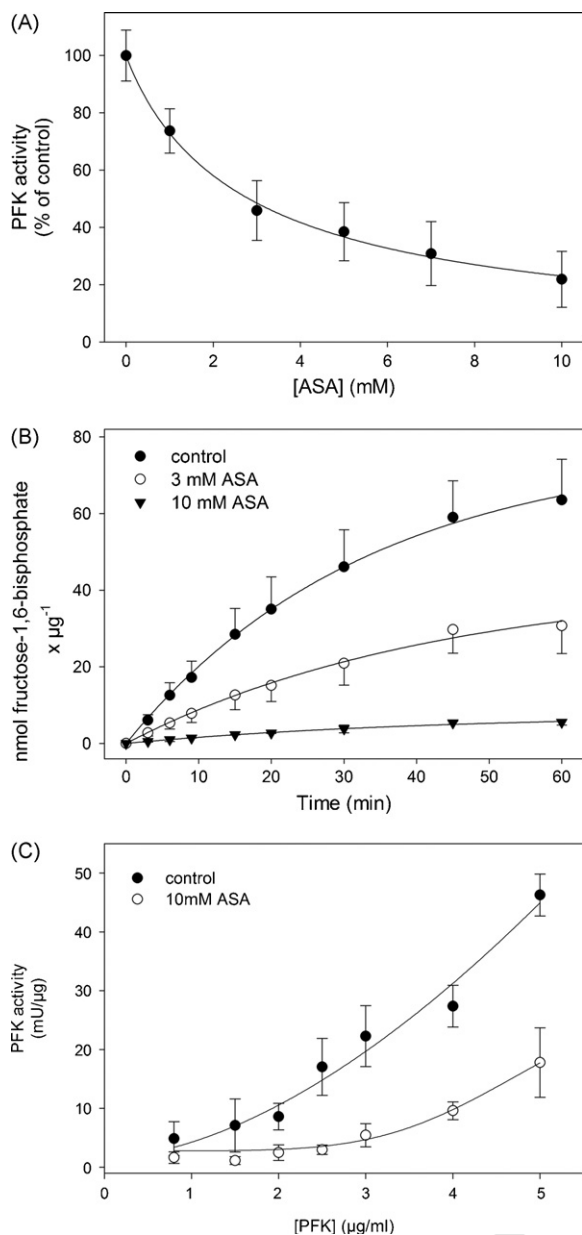 (A)
PFK activity
(% of control)
100
80
60
40
20
0
0 2 4 6 8 10
[ASA] (mM)
(B)
nmol fructose-1,6-bisphosphate
x µg⁻¹
80
60
40
20
0
control
3 mM ASA
10 mM ASA
0 10 20 30 40 50 60
Time (min)
(C)
PFK activity
(mU/µg)
50
40
30
20
10
0
control
10mM ASA
1 2 3 4 5
[PFK] (µg/ml)